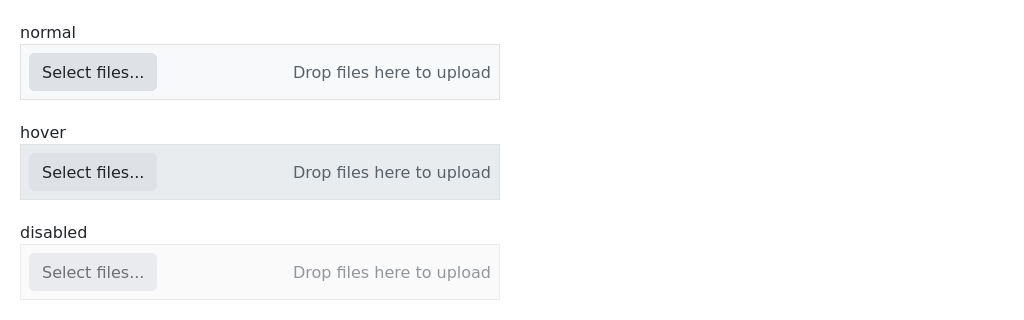 normal
Select files... Drop files here to upload
hover
Select files... Drop files here to upload
disabled
Select files... Drop files here to upload